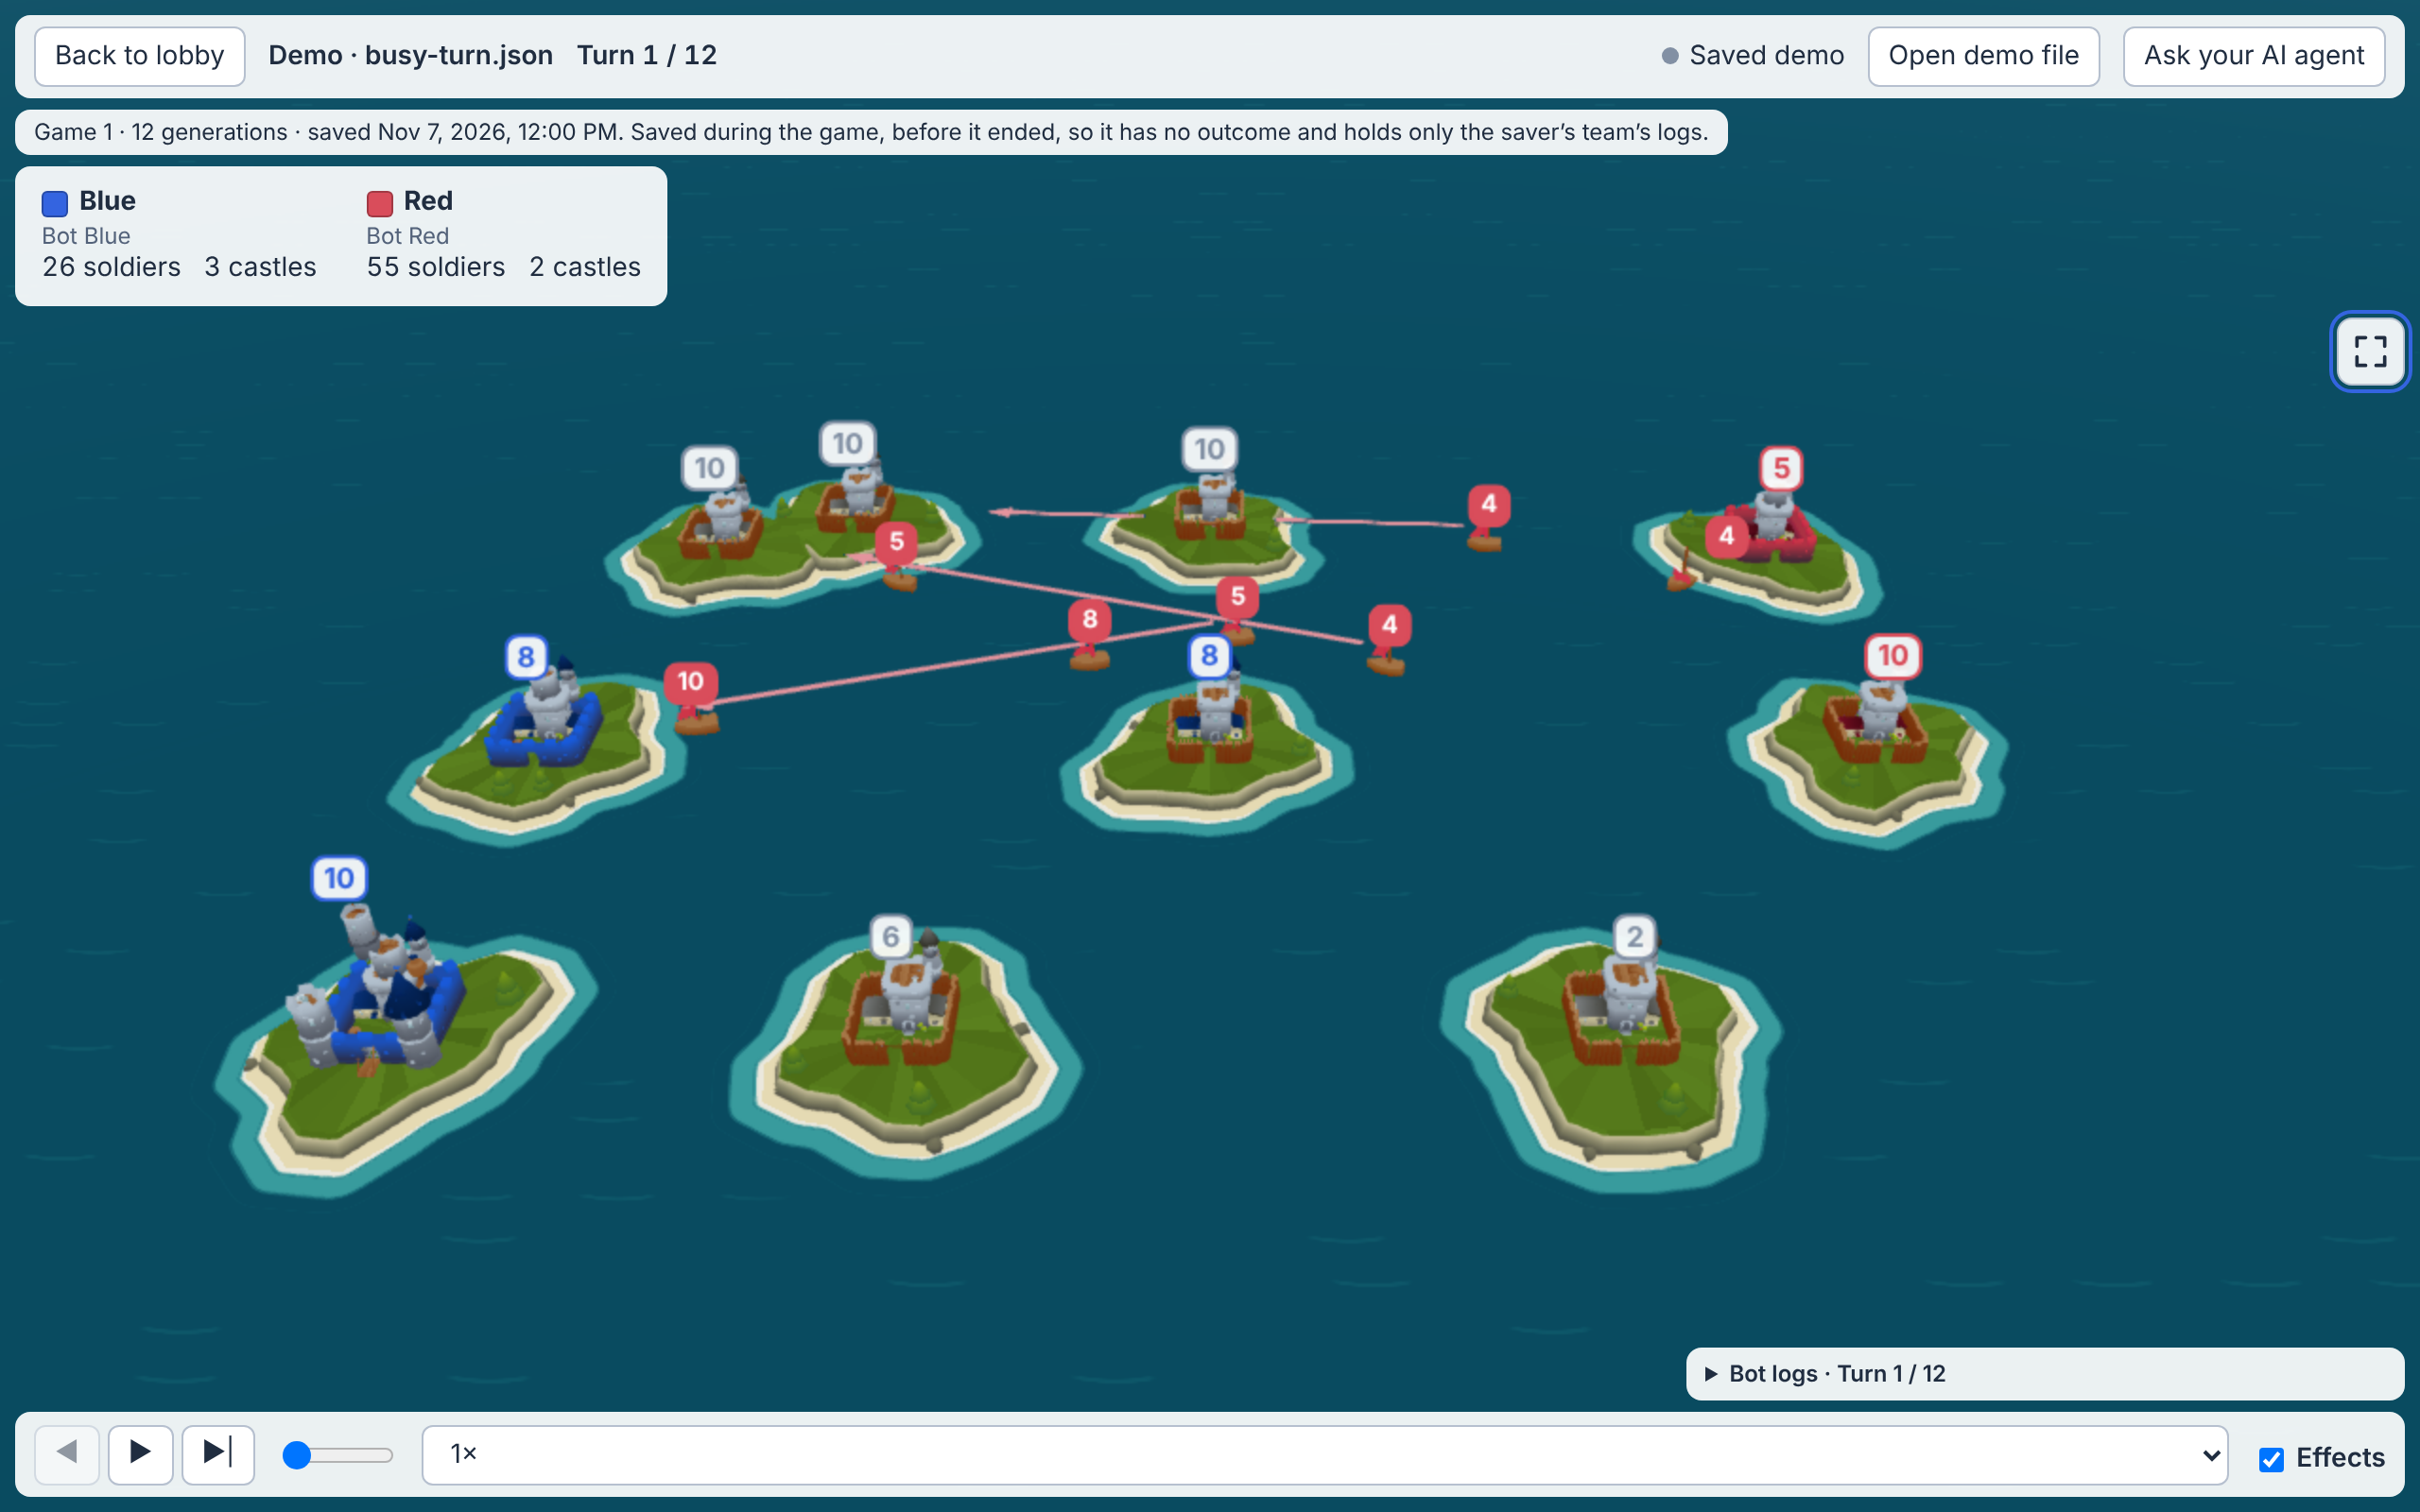 Back to lobby Demo · busy-turn.json Turn 1 / 12 Saved demo Open demo file Ask your AI agent
Game 1 · 12 generations · saved Nov 7, 2026, 12:00 PM. Saved during the game, before it ended, so it has no outcome and holds only the saver’s team’s logs.
Blue Red
Bot Blue Bot Red
26 soldiers 3 castles 55 soldiers 2 castles
10 10 10 5
4
5 4
5
8 4
8 8 10
10
10
6 2
Bot logs · Turn 1 / 12
1× Effects